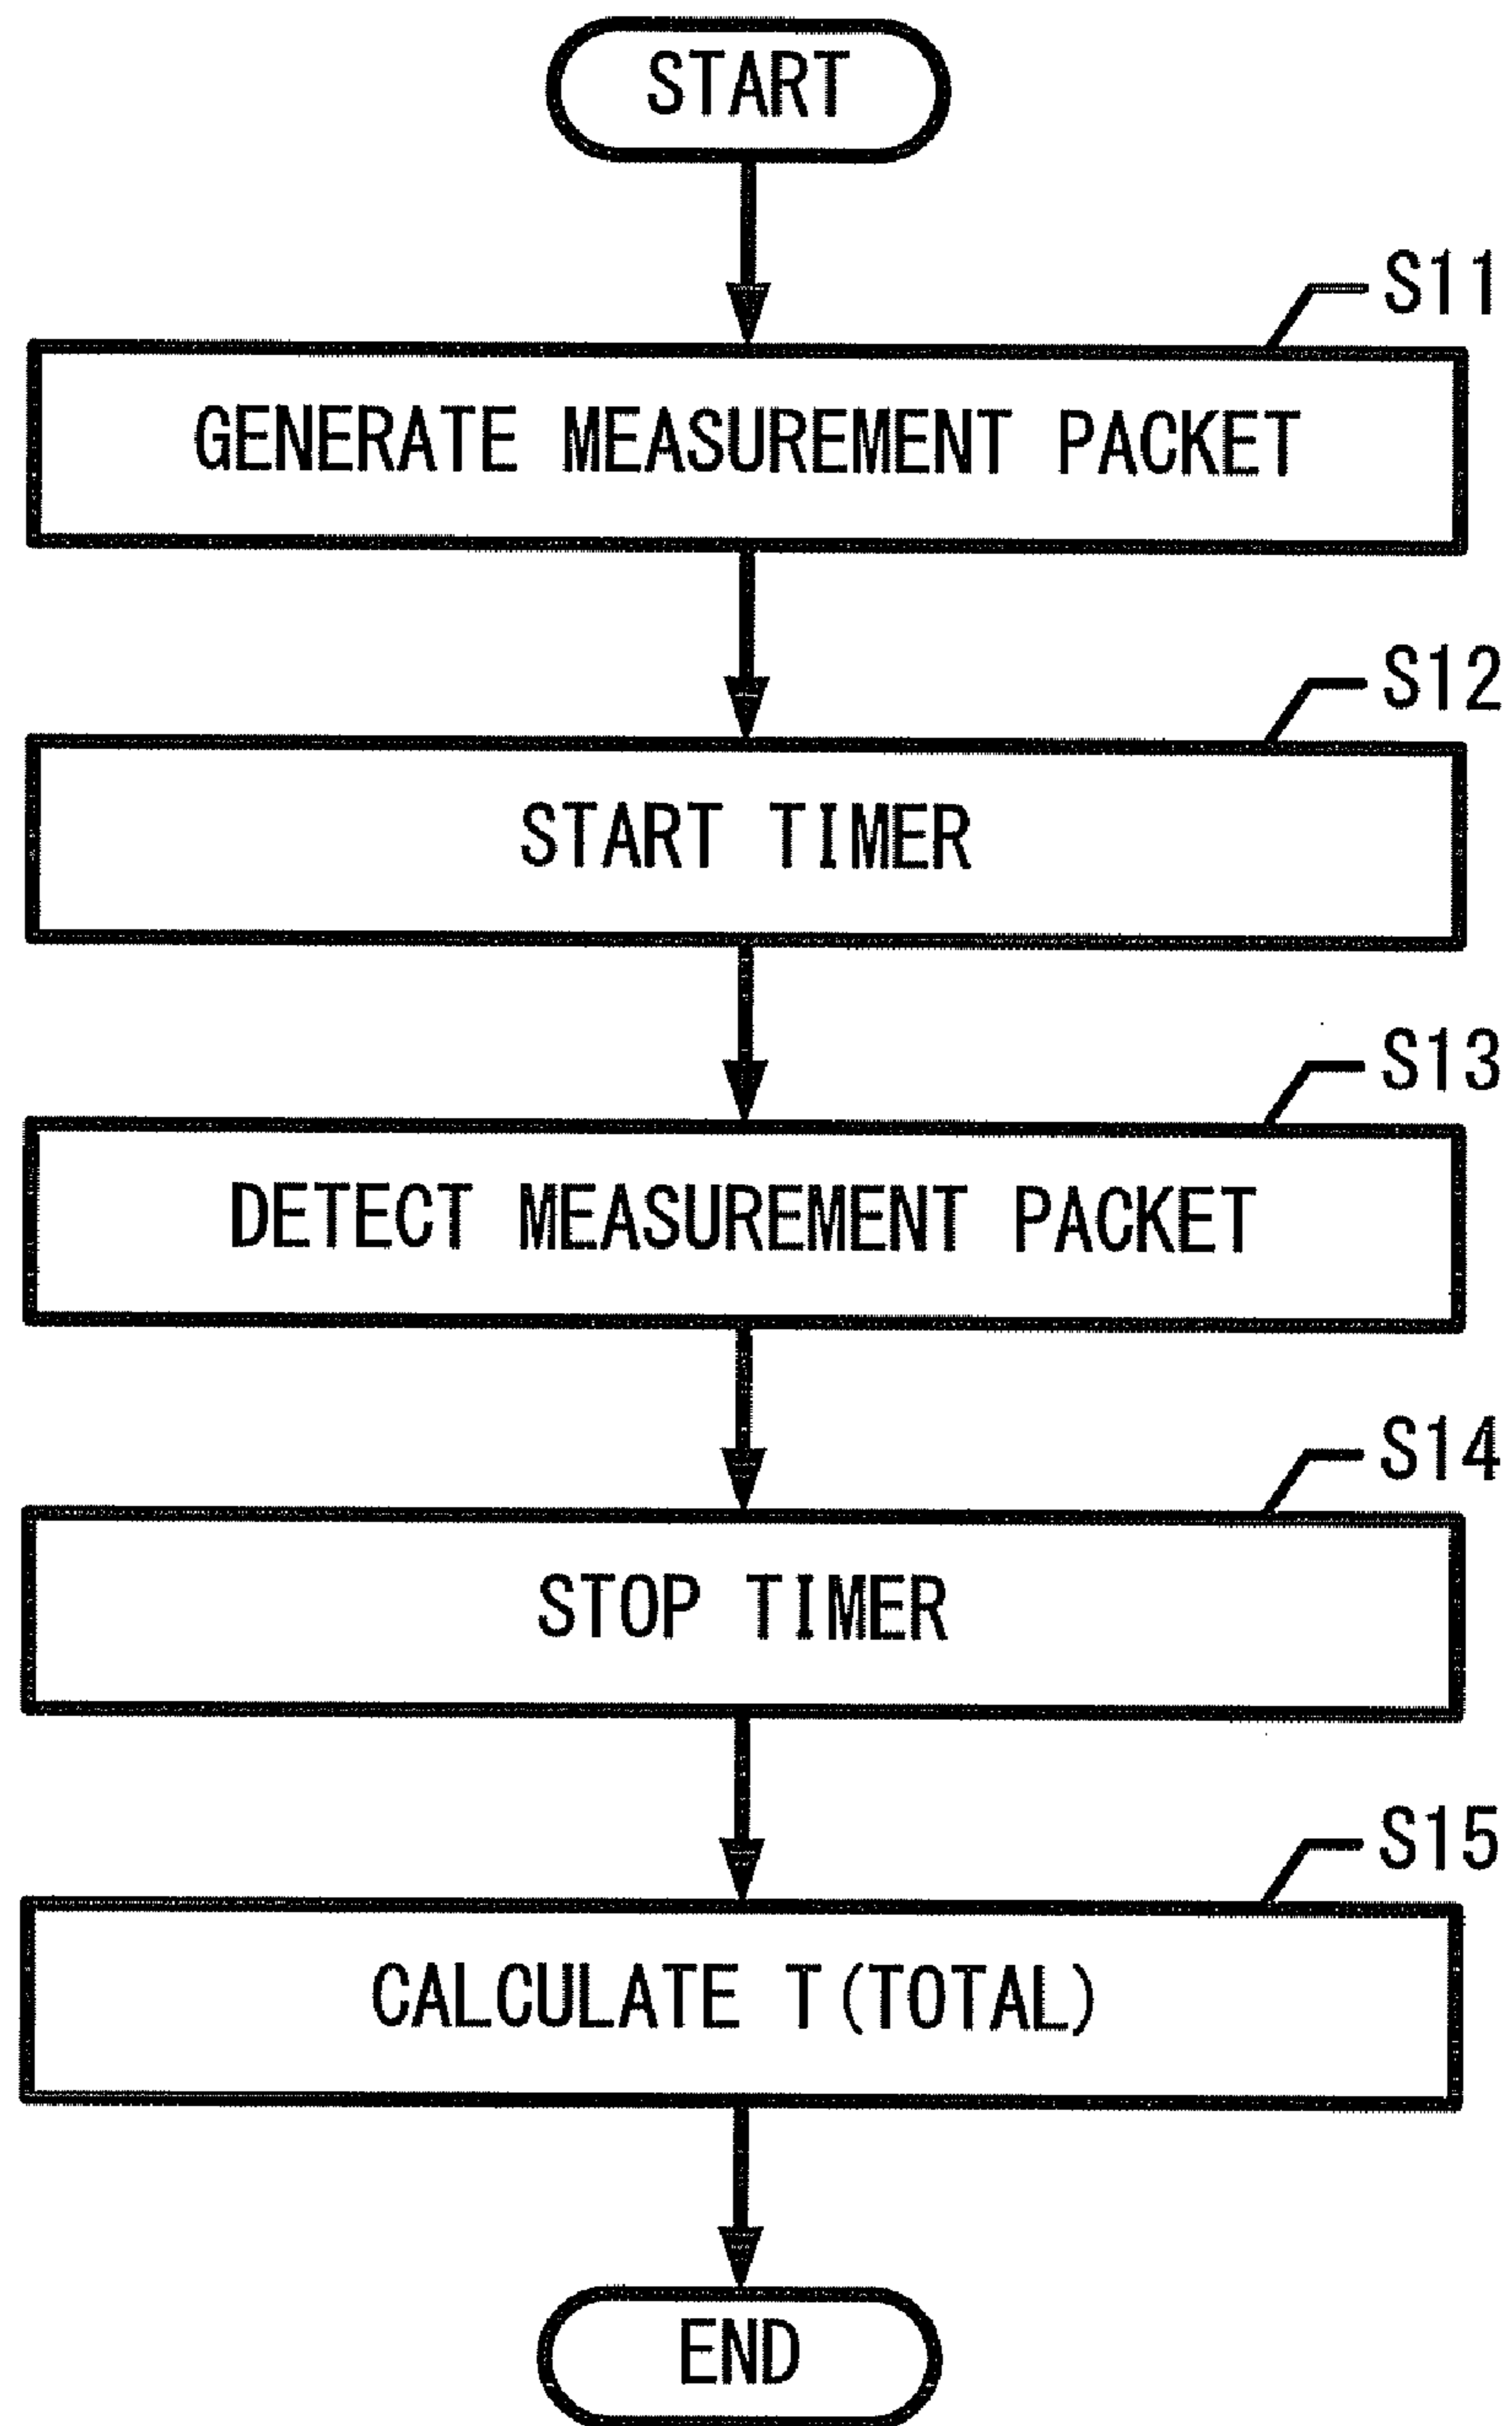 START
S11
GENERATE MEASUREMENT PACKET
S12
START TIMER
S13
DETECT MEASUREMENT PACKET
S14
STOP TIMER
S15
CALCULATE T(TOTAL)
END